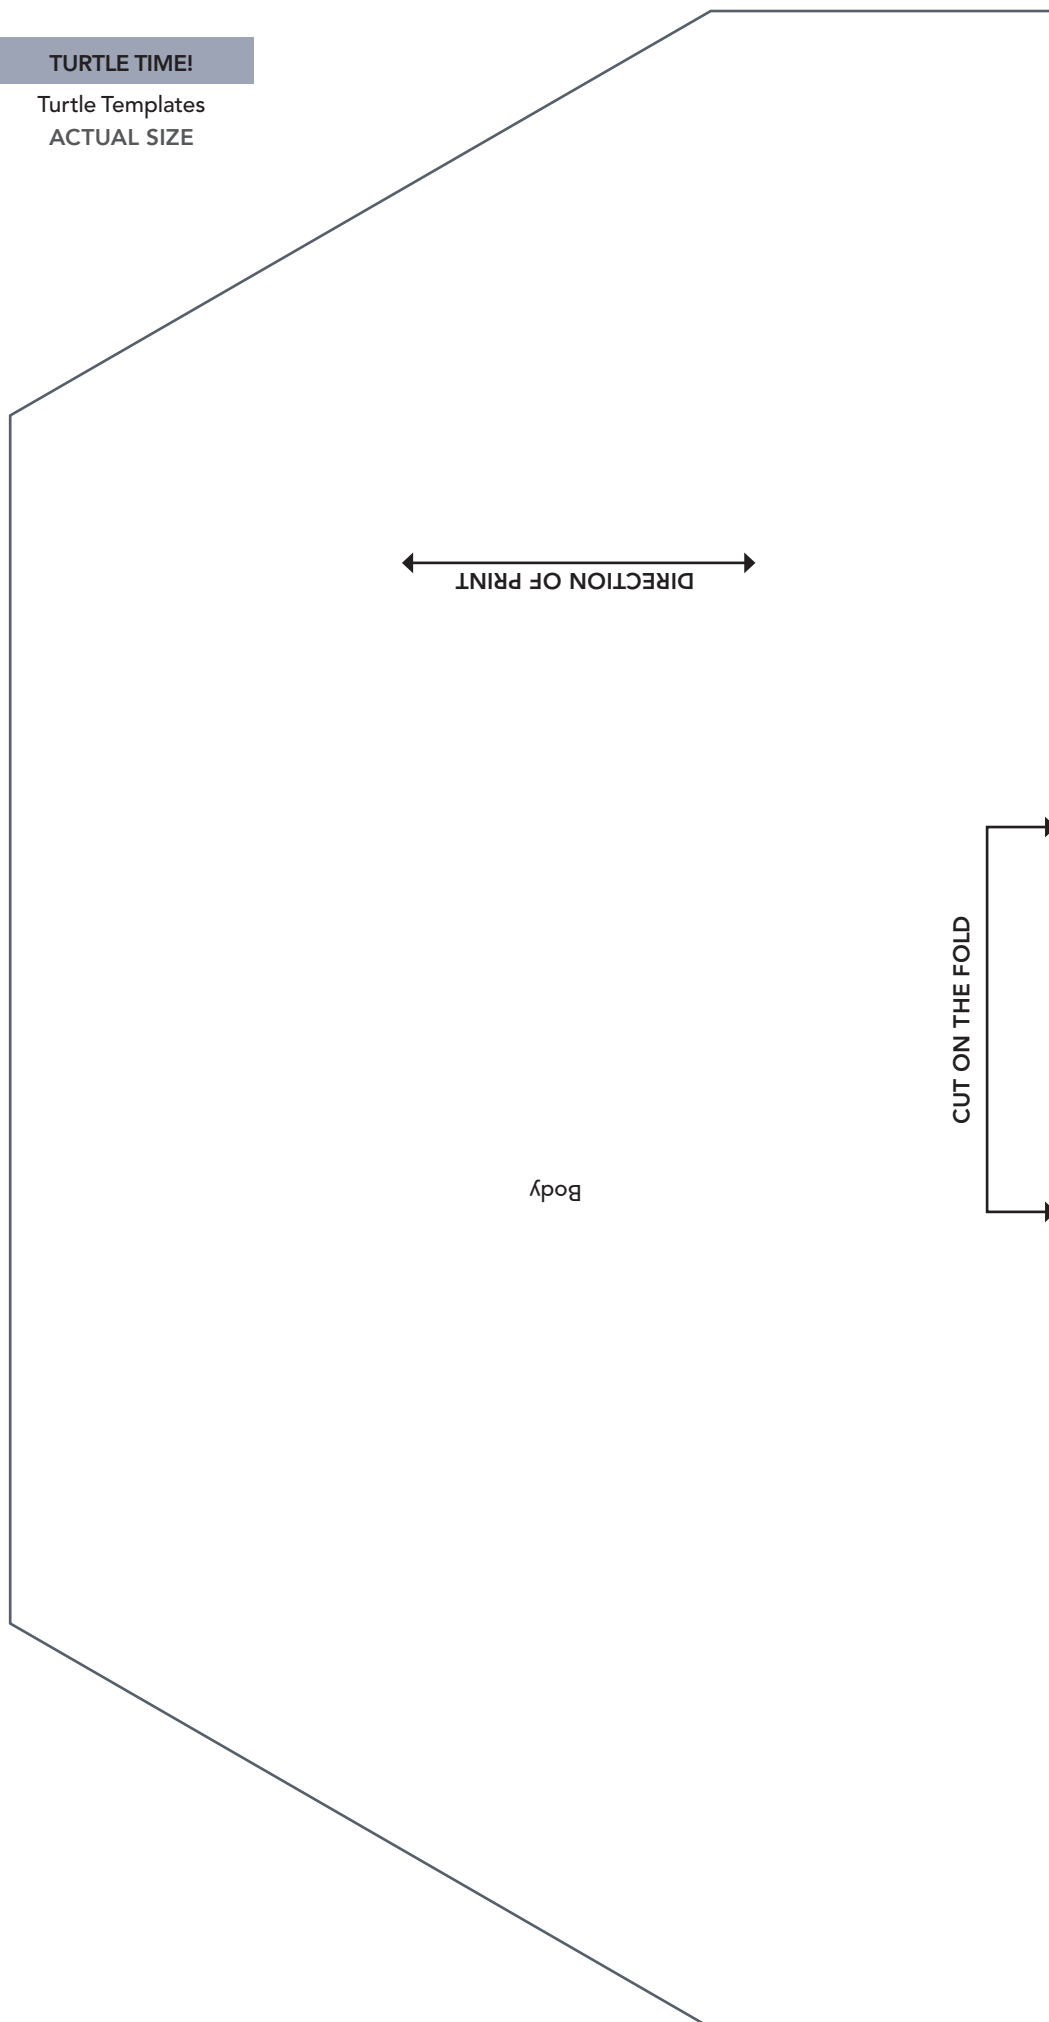 TURTLE TIME!
Turtle Templates
ACTUAL SIZE
DIRECTION OF PRINT
CUT ON THE FOLD
Body